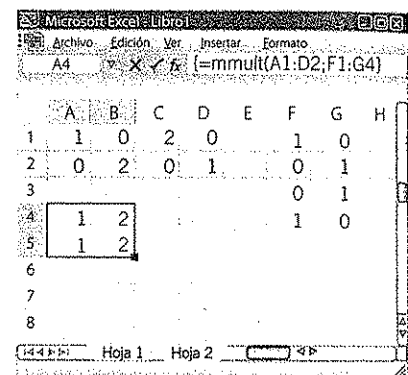 Microsoft Excel - Libro1
Archivo Edición Ver Insertar Formato
A4 fx {=mmult(A1:D2;F1:G4}
A B C D E F G H
1 1 0 2 0 1 0
2 0 2 0 1 0 1
3 0 1
4 1 2 1 0
5 1 2
6
7
8
Hoja 1 Hoja 2